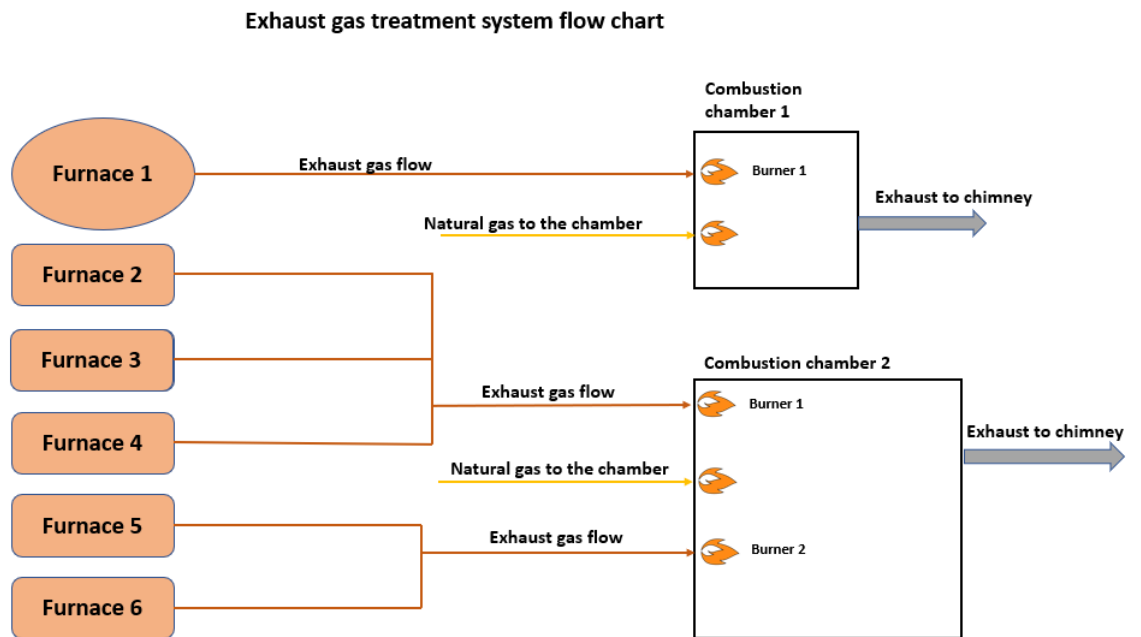 Exhaust gas treatment system flow chart
Combustion
chamber 1
Furnace 1
Exhaust gas flow
Burner 1
Exhaust to chimney
Natural gas to the chamber
Furnace 2
Furnace 3
Combustion chamber 2
Exhaust gas flow
Burner 1
Furnace 4
Exhaust to chimney
Natural gas to the chamber
Furnace 5
Exhaust gas flow
Burner 2
Furnace 6